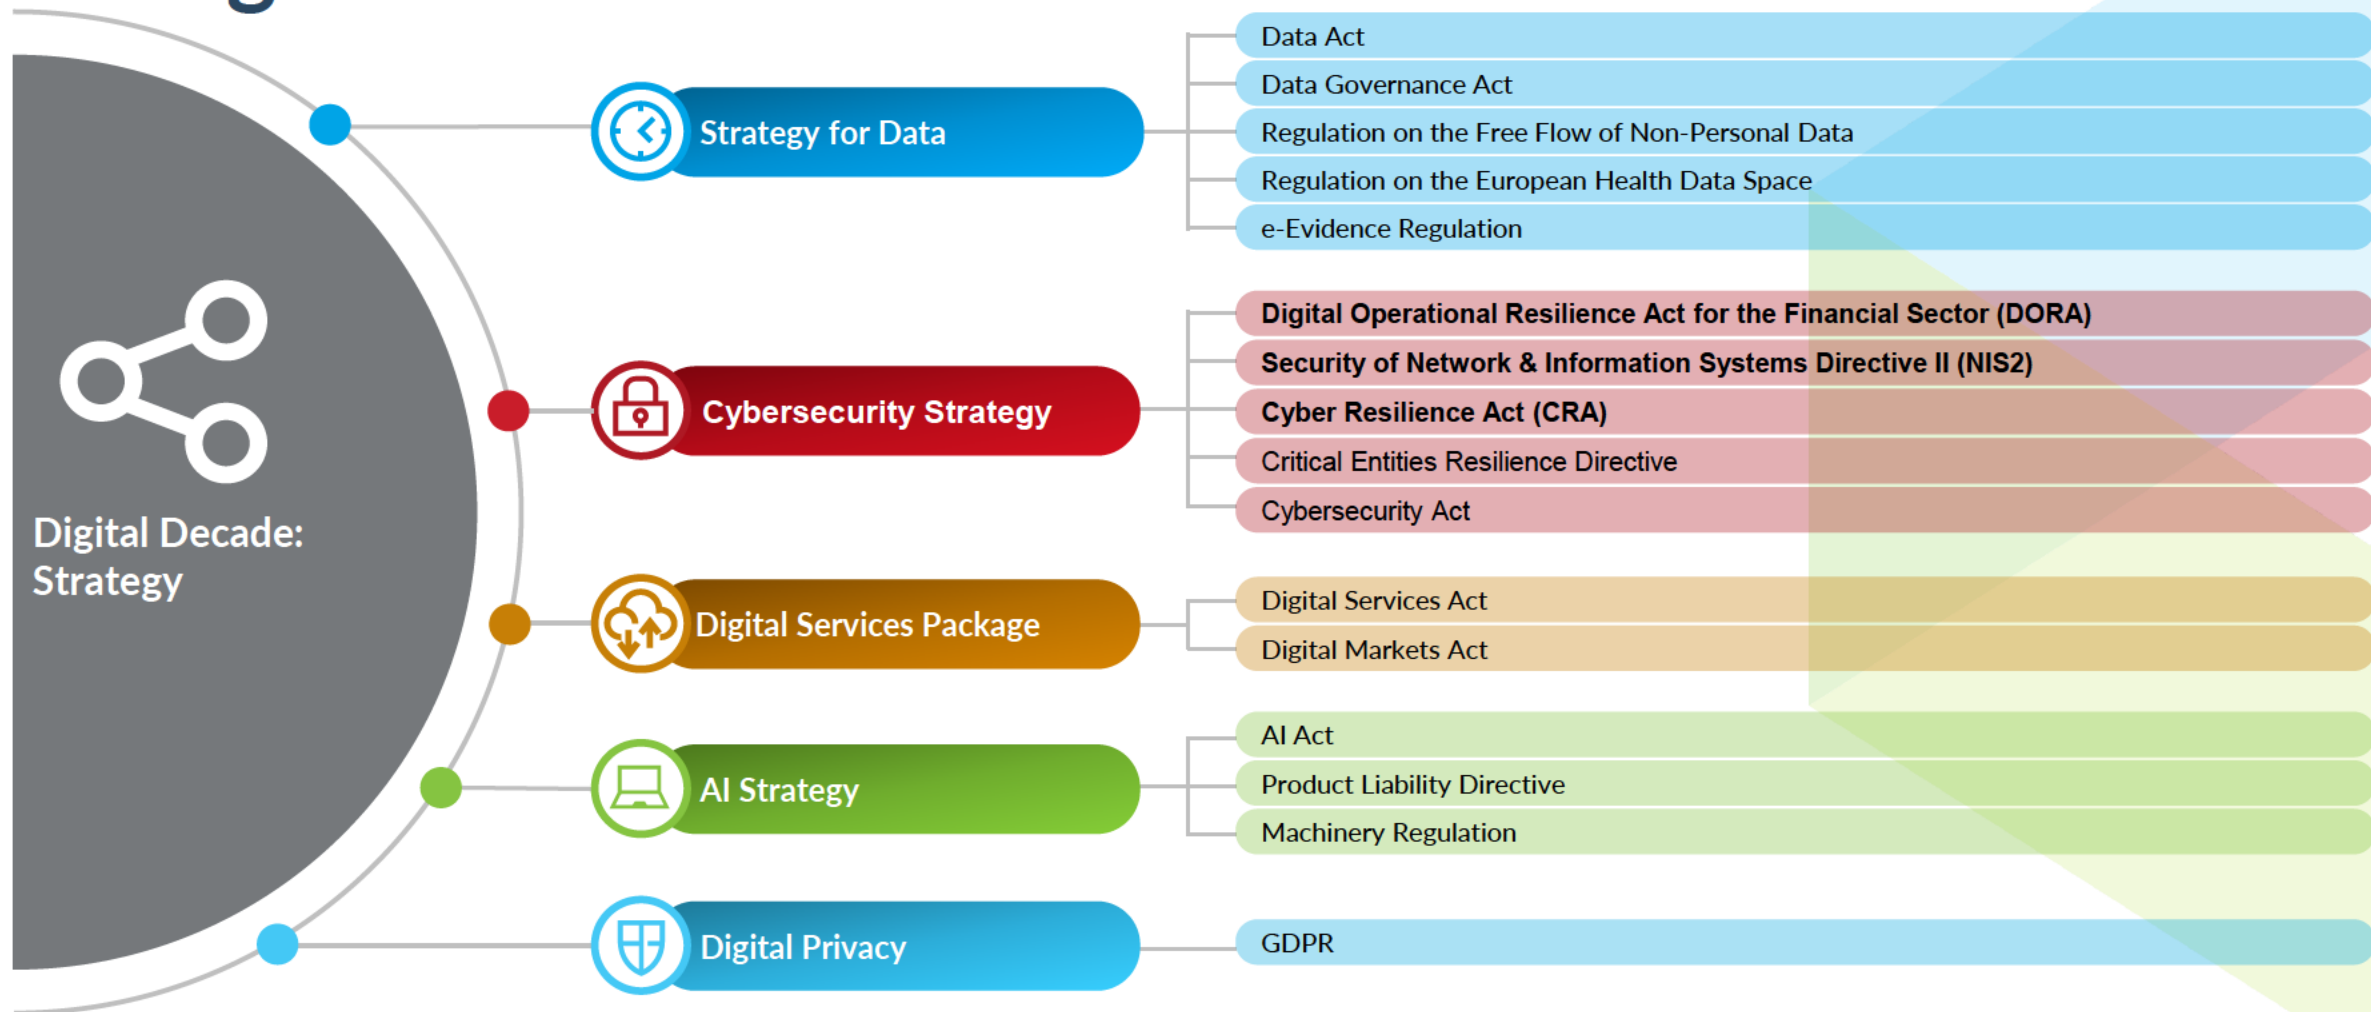 Digital Decade:
Strategy
Strategy for Data
Data Act
Data Governance Act
Regulation on the Free Flow of Non-Personal Data
Regulation on the European Health Data Space
e-Evidence Regulation
Cybersecurity Strategy
Digital Operational Resilience Act for the Financial Sector (DORA)
Security of Network & Information Systems Directive II (NIS2)
Cyber Resilience Act (CRA)
Critical Entities Resilience Directive
Cybersecurity Act
Digital Services Package
Digital Services Act
Digital Markets Act
AI Strategy
AI Act
Product Liability Directive
Machinery Regulation
Digital Privacy
GDPR